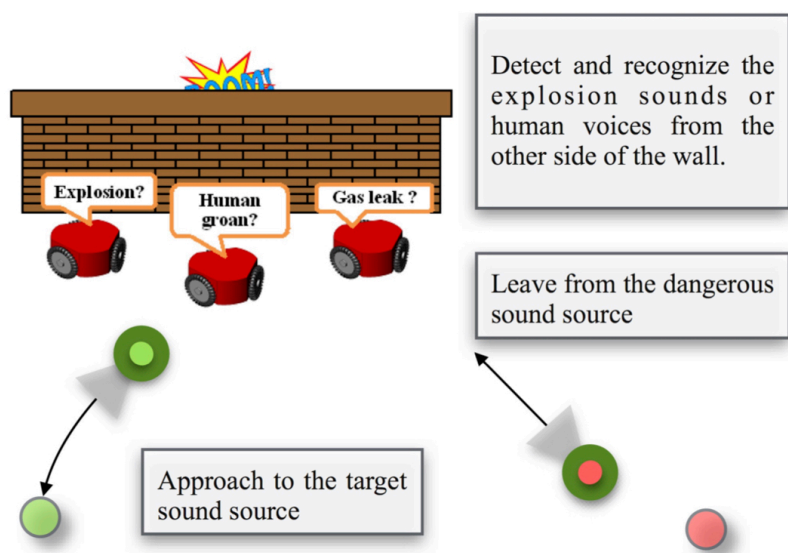 BOOM!
Detect and recognize the
explosion sounds or
human voices from the
other side of the wall.
Explosion?
Human
groan?
Gas leak ?
Leave from the dangerous
sound source
Approach to the target
sound source